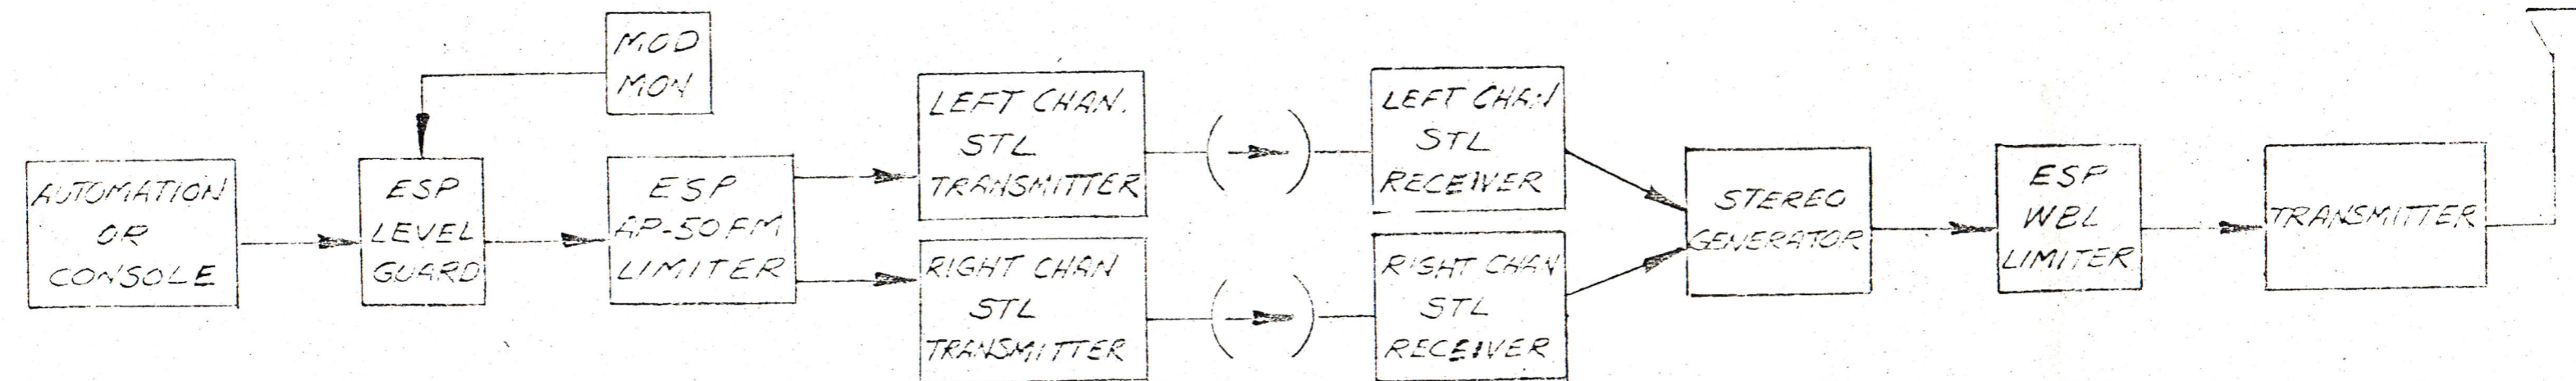 MOD
MON
AUTOMATION
OR
CONSOLE
ESP
LEVEL
GUARD
ESP
AP-50 FM
LIMITER
LEFT CHAN.
STL
TRANSMITTER
RIGHT CHAN
STL
TRANSMITTER
LEFT CHAN
STL
RECEIVER
RIGHT CHAN
STL
RECEIVER
STEREO
GENERATOR
ESP
WBL
LIMITER
TRANSMITTER